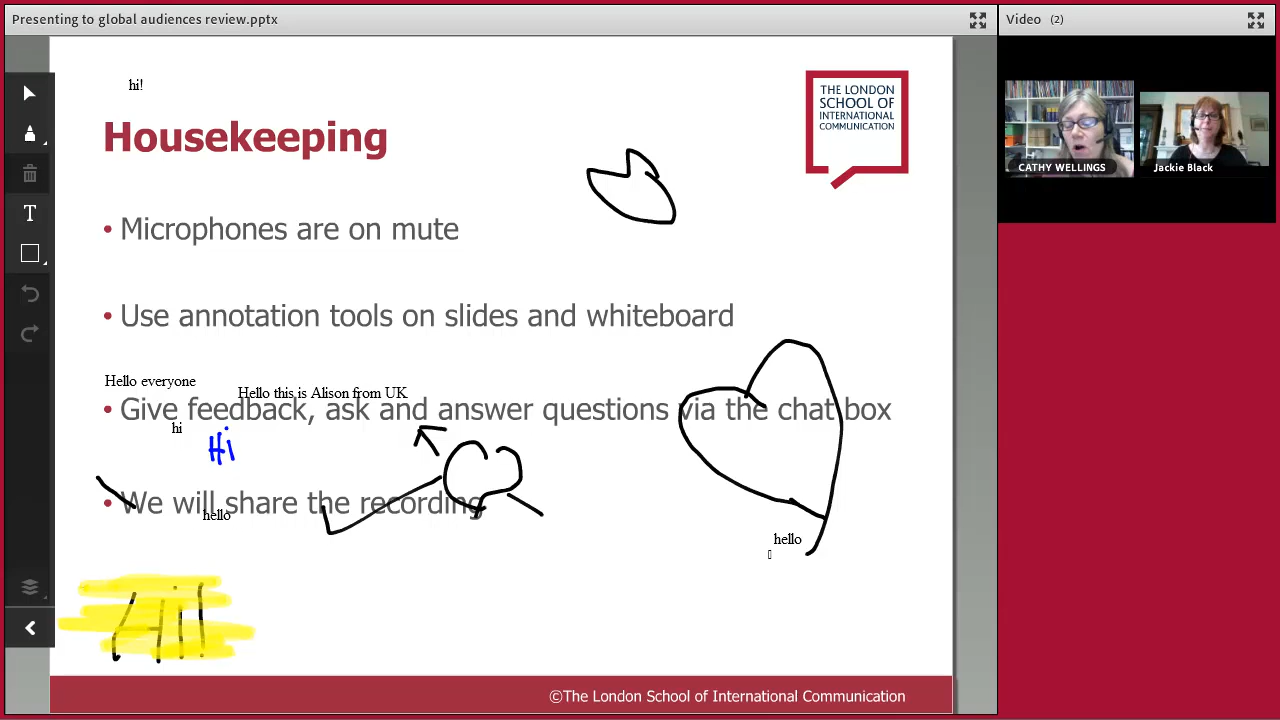 Presenting to global audiences review.pptx
Video (2)
hi!
THE LONDON
SCHOOL OF
INTERNATIONAL
COMMUNICATION
Housekeeping
CATHY WELLINGS
Jackie Black
T
• Microphones are on mute
• Use annotation tools on slides and whiteboard
Hello everyone
Hello this is Alison from UK
• Give feedback, ask and answer questions via the chat box
hi
Hi
• We will share the recording
hello
hello
©The London School of International Communication